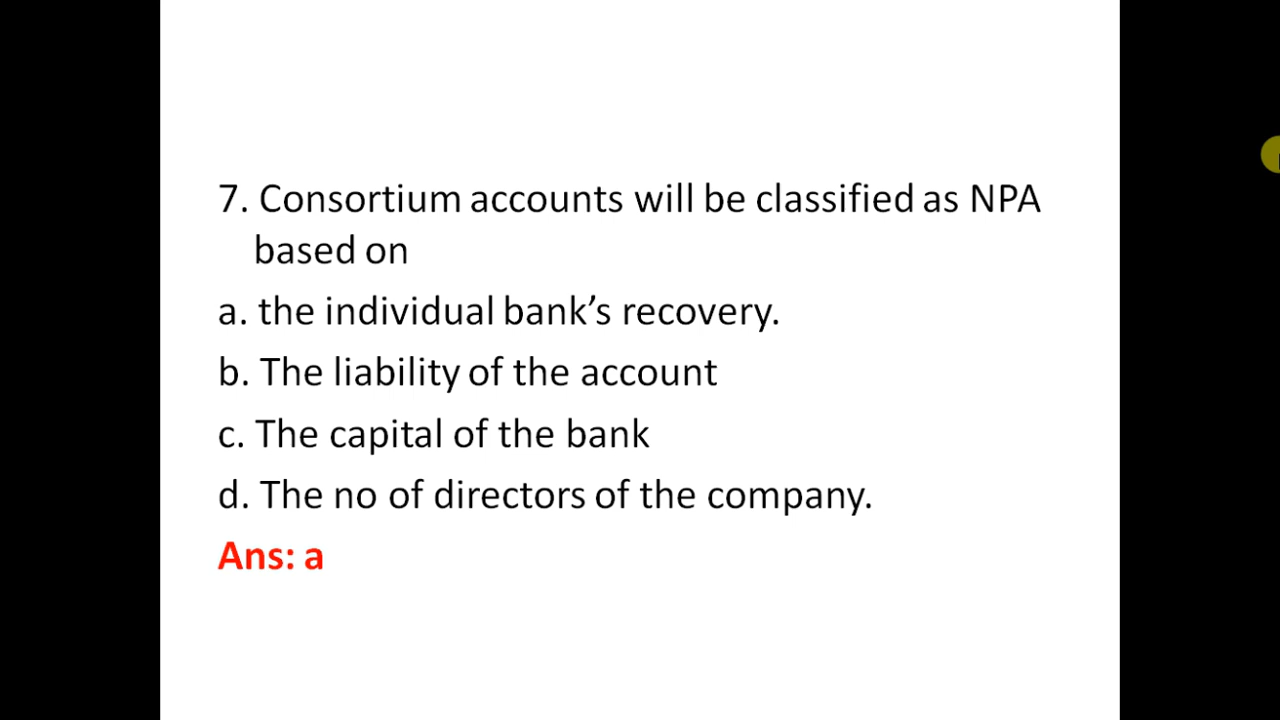 7. Consortium accounts will be classified as NPA
based on
a. the individual bank’s recovery.
b. The liability of the account
c. The capital of the bank
d. The no of directors of the company.
Ans: a